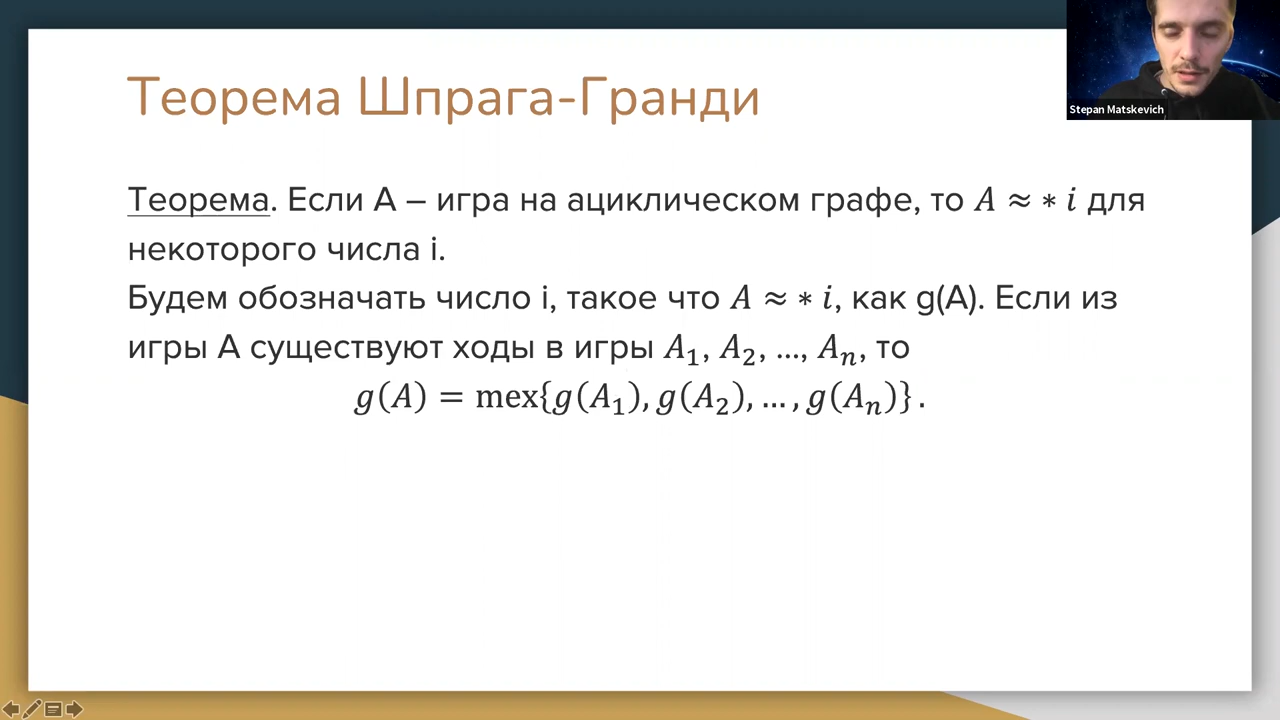 Теорема Шпрага-Гранди
Stepan Matskevich
Теорема. Если A – игра на ациклическом графе, то A ≈ ∗ i для
некоторого числа i.
Будем обозначать число i, такое что A ≈ ∗ i, как g(A). Если из
игры A существуют ходы в игры A₁, A₂, ..., Aₙ, то
g(A) = mex{g(A₁), g(A₂), … , g(Aₙ)} .